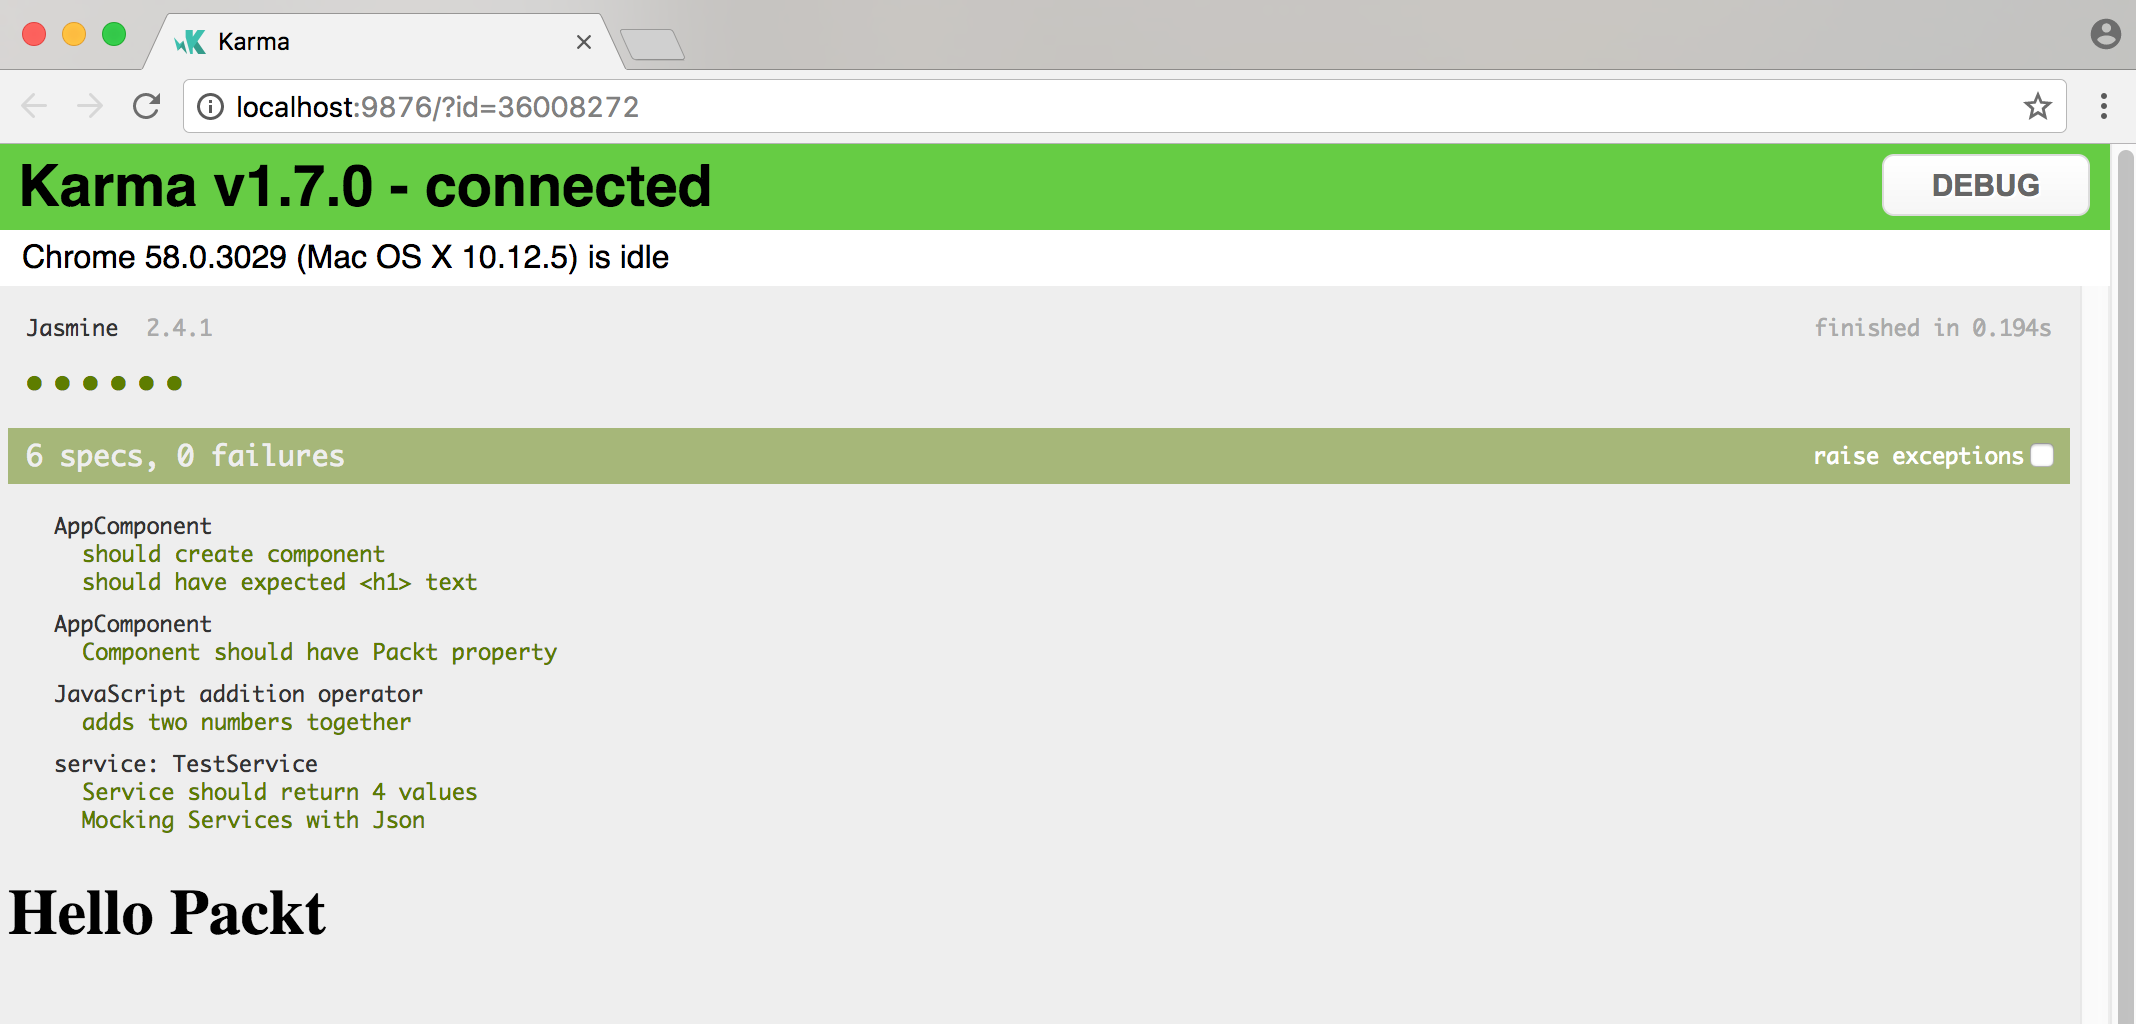 Karma
localhost:9876/?id=36008272
Karma v1.7.0 - connected
DEBUG
Chrome 58.0.3029 (Mac OS X 10.12.5) is idle
Jasmine 2.4.1
finished in 0.194s
6 specs, 0 failures
raise exceptions
AppComponent
should create component
should have expected <h1> text
AppComponent
Component should have Packt property
JavaScript addition operator
adds two numbers together
service: TestService
Service should return 4 values
Mocking Services with Json
Hello Packt